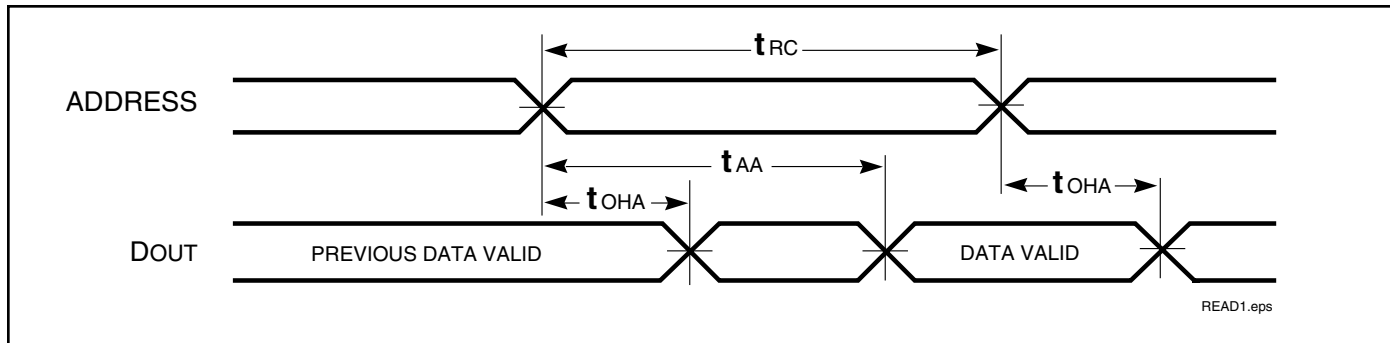 tRC
ADDRESS
tAA
tOHA
tOHA
DOUT
PREVIOUS DATA VALID
DATA VALID
READ1.eps